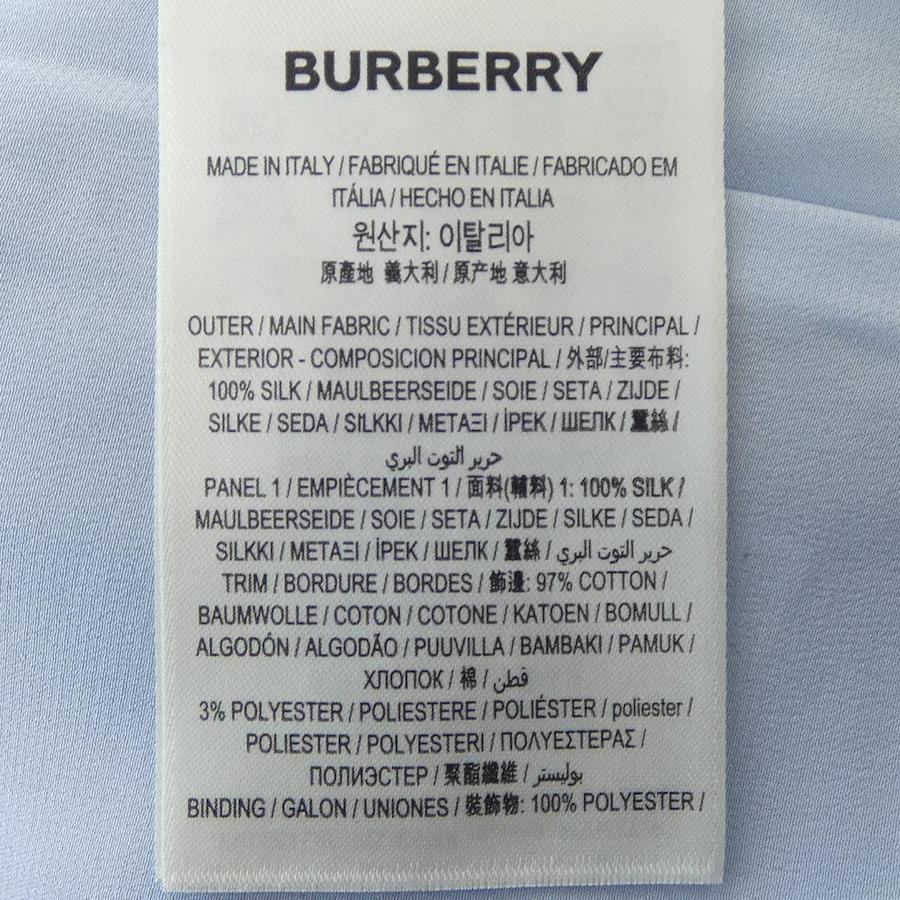 BURBERRY
MADE IN ITALY / FABRIQUÉ EN ITALIE / FABRICADO EM
ITÁLIA / HECHO EN ITALIA
원산지: 이탈리아
原產地 義大利 / 原产地 意大利
OUTER / MAIN FABRIC / TISSU EXTÉRIEUR / PRINCIPAL /
EXTERIOR - COMPOSICION PRINCIPAL / 外部/主要布料:
100% SILK / MAULBEERSEIDE / SOIE / SETA / ZIJDE /
SILKE / SEDA / SILKKI / ΜΕΤΑΞΙ / İPEK / ШЕЛК / 蠶絲 /
حرير التوت البري
PANEL 1 / EMPIÈCEMENT 1 / 面料(輔料) 1: 100% SILK /
MAULBEERSEIDE / SOIE / SETA / ZIJDE / SILKE / SEDA /
SILKKI / ΜΕΤΑΞΙ / İPEK / ШЕЛК / 蠶絲 / حرير التوت البري
TRIM / BORDURE / BORDES / 飾邊: 97% COTTON /
BAUMWOLLE / COTON / COTONE / KATOEN / BOMULL /
ALGODÓN / ALGODÃO / PUUVILLA / BAMBAKI / PAMUK /
ХЛОПОК / 棉 / قطن
3% POLYESTER / POLIESTERE / POLIÉSTER / poliester /
POLIESTER / POLYESTERI / ΠΟΛΥΕΣΤΕΡΑΣ /
ПОЛИЭСТЕР / 聚酯纖維 / بوليستر
BINDING / GALON / UNIONES / 裝飾物: 100% POLYESTER /